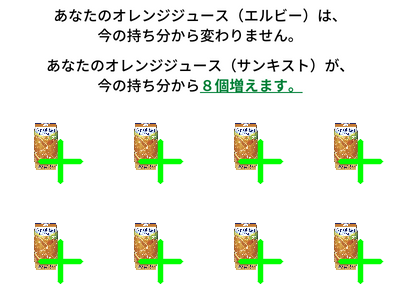 あなたのオレンジジュース（エルビー）は、
今の持ち分から変わりません。
あなたのオレンジジュース（サンキスト）が、
今の持ち分から８個増えます。